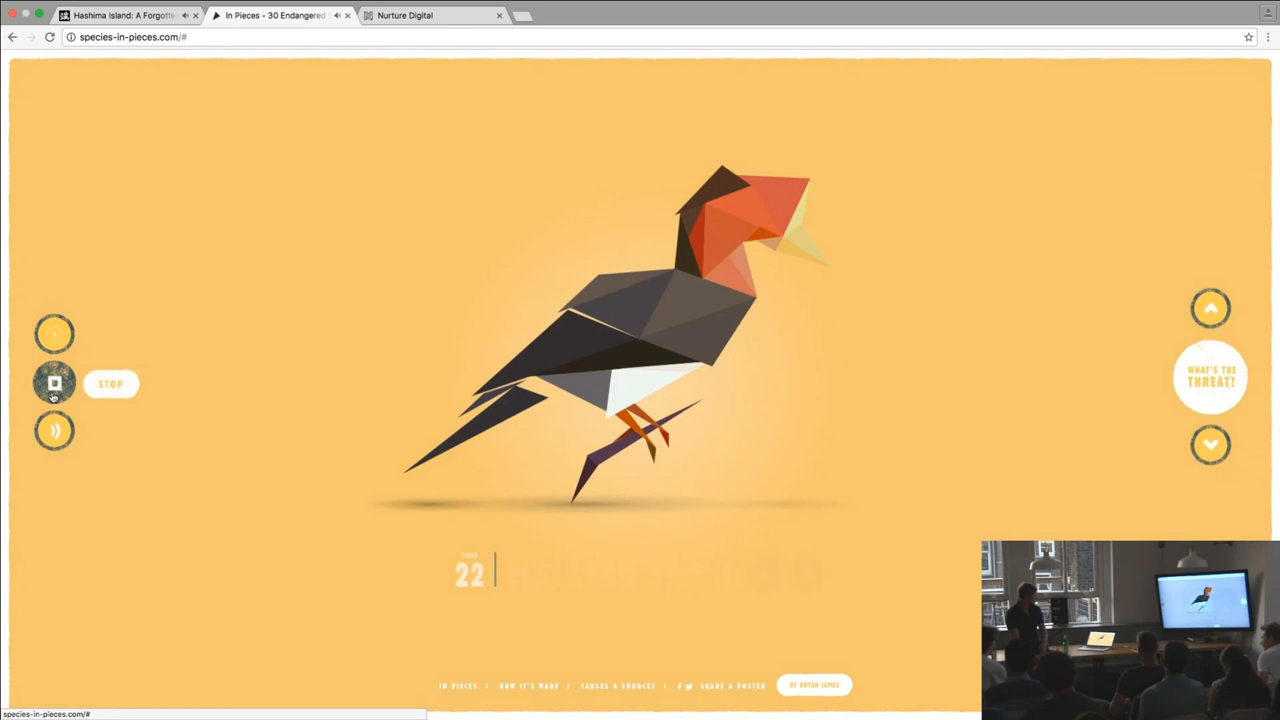 Hashima Island: A Forgotte
In Pieces - 30 Endangered
Nurture Digital
species-in-pieces.com/#
STOP
WHAT'S THE
THREAT?
PIECE
22
IN PIECES
HOW IT'S MADE
CAUSES & SOURCES
SHARE A POSTER
BY BRYAN JAMES
species-in-pieces.com/#